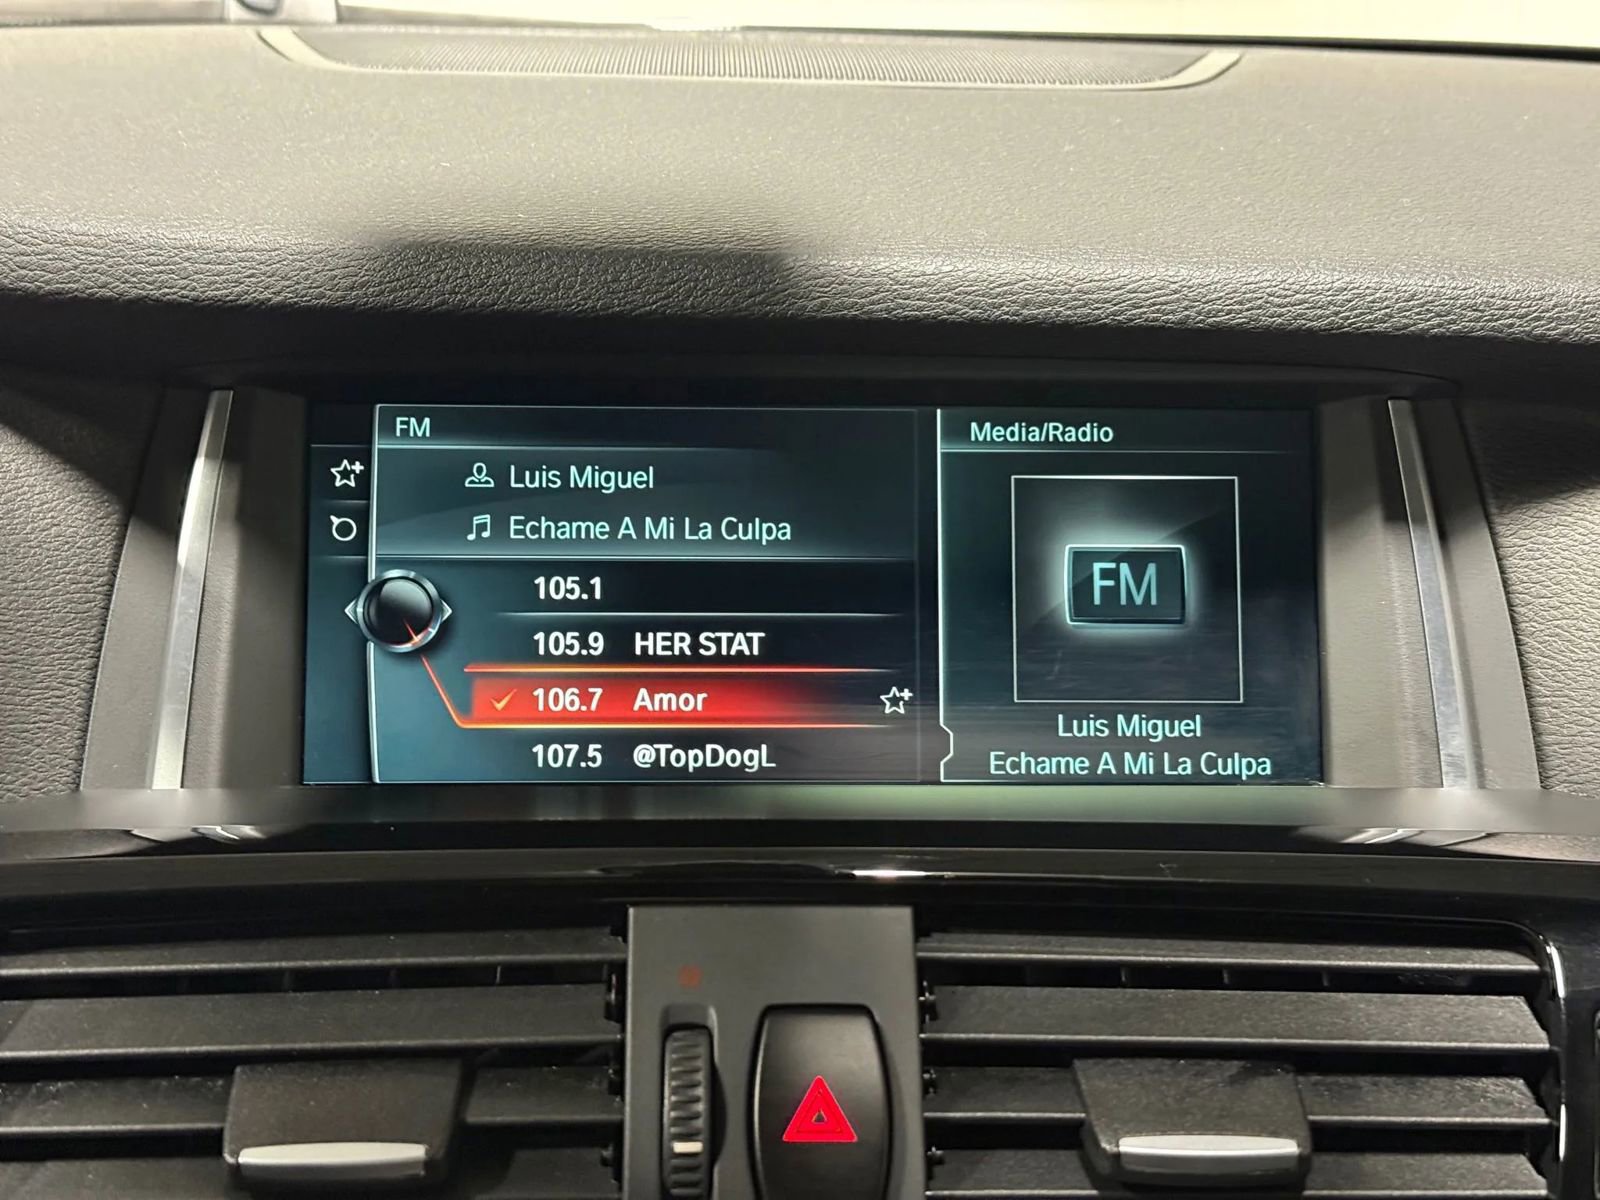 FM
Luis Miguel
Echame A Mi La Culpa
105.1
105.9 HER STAT
106.7 Amor
107.5 @TopDogL
Media/Radio
FM
Luis Miguel
Echame A Mi La Culpa